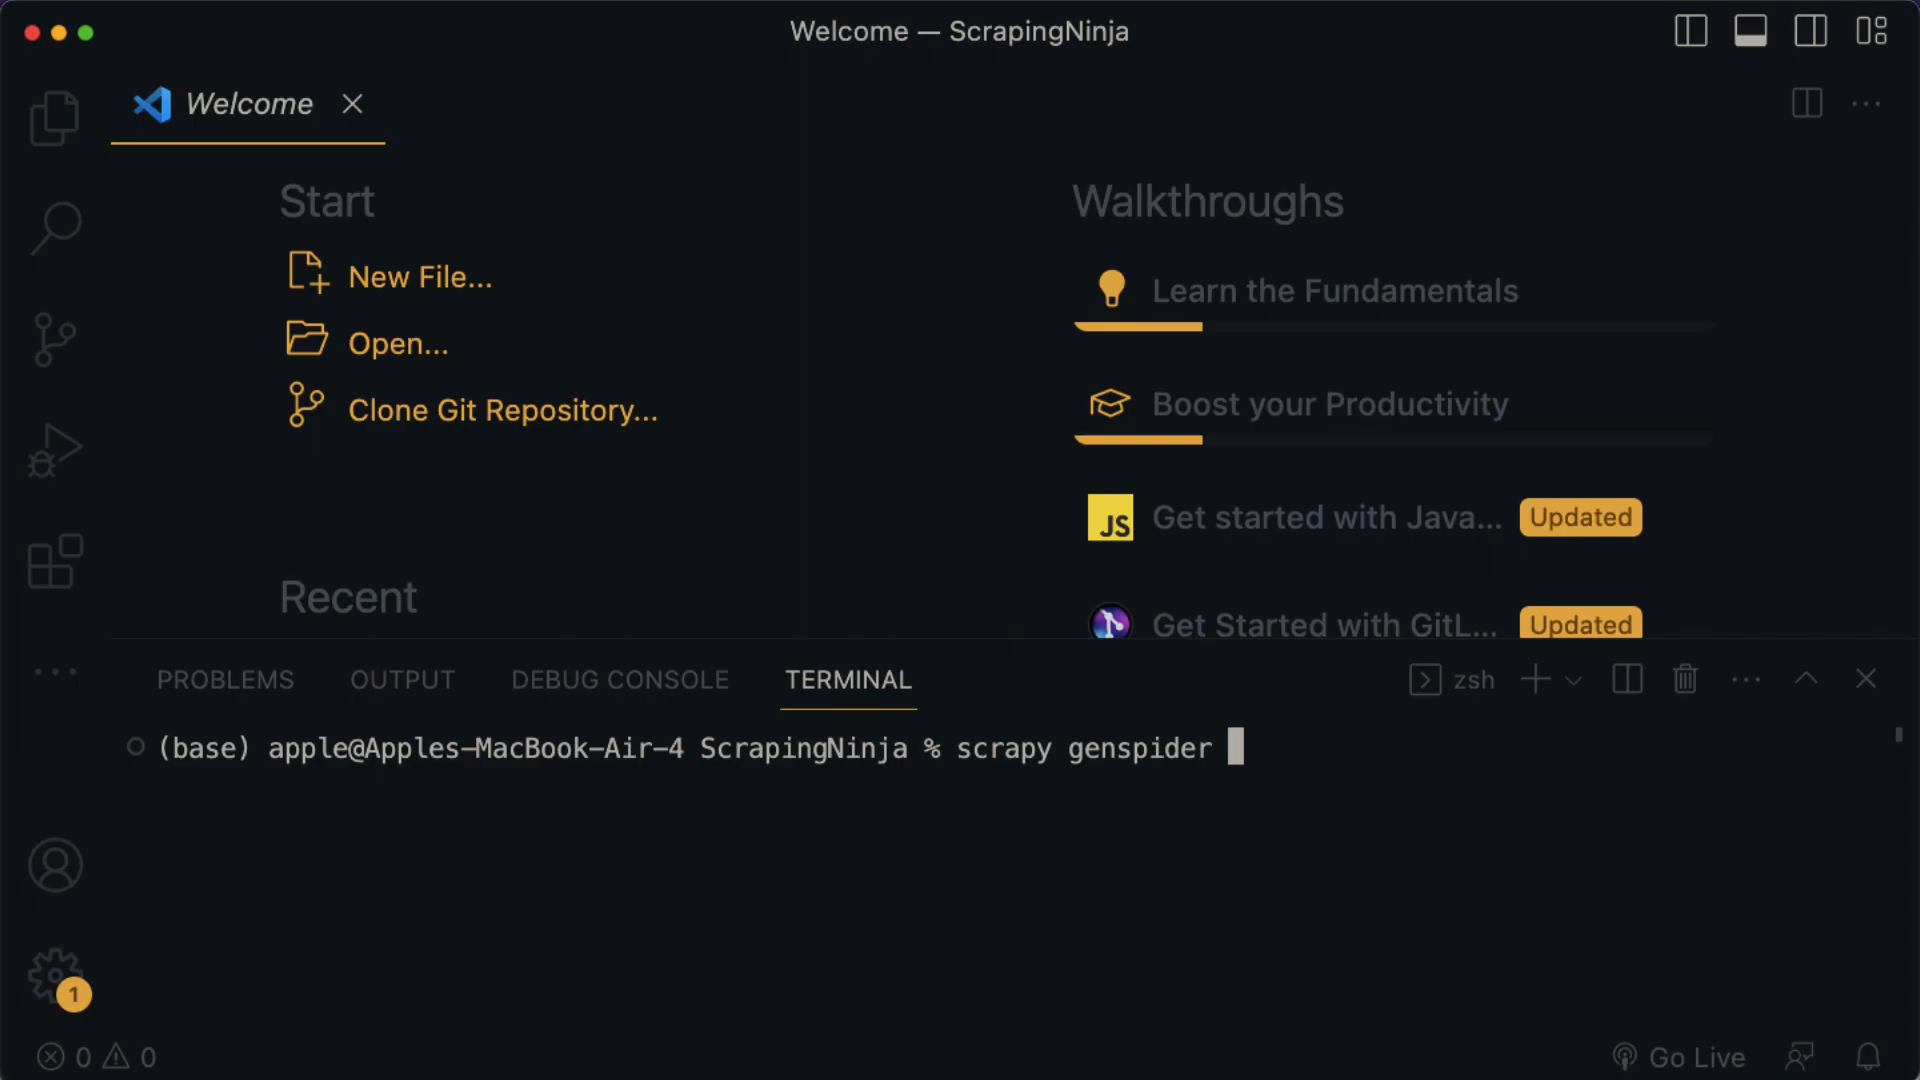 Welcome — ScrapingNinja
Welcome
Start
New File...
Open...
Clone Git Repository...
Recent
Walkthroughs
Learn the Fundamentals
Boost your Productivity
JS Get started with Java... Updated
Get Started with GitL... Updated
PROBLEMS OUTPUT DEBUG CONSOLE TERMINAL zsh
(base) apple@Apples-MacBook-Air-4 ScrapingNinja % scrapy genspider
1
0 0 Go Live